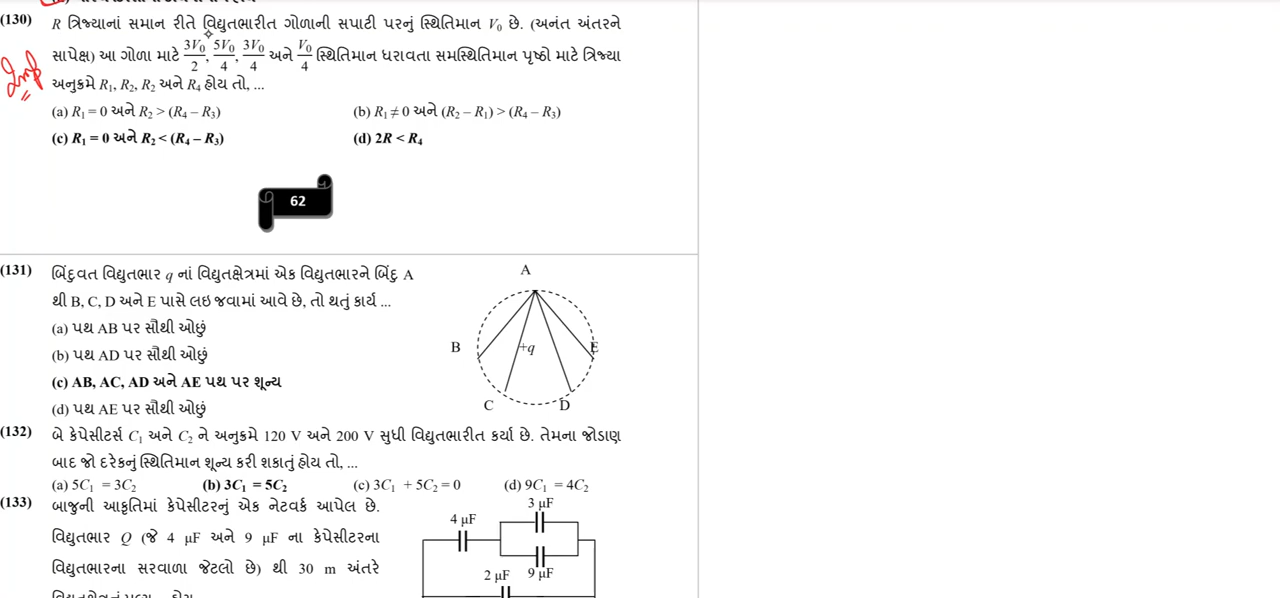 (130) R ત્રિજ્યાનાં સમાન રીતે વિદ્યુતભારીત ગોળાની સપાટી પરનું સ્થિતિમાન V₀ છે. (અનંત અંતરને
સાપેક્ષ) આ ગોળા માટે 3V₀/2, 5V₀/4, 3V₀/4 અને V₀/4 સ્થિતિમાન ધરાવતા સમસ્થિતિમાન પૃષ્ઠો માટે ત્રિજ્યા
Imp
અનુક્રમે R₁, R₂, R₂ અને R₄ હોય તો, ...
(a) R₁ = 0 અને R₂ > (R₄ – R₃) (b) R₁ ≠ 0 અને (R₂ – R₁) > (R₄ – R₃)
(c) R₁ = 0 અને R₂ < (R₄ – R₃) (d) 2R < R₄
62
(131) બિંદુવત વિદ્યુતભાર q નાં વિદ્યુતક્ષેત્રમાં એક વિદ્યુતભારને બિંદુ A
થી B, C, D અને E પાસે લઇ જવામાં આવે છે, તો થતું કાર્ય ...
(a) પથ AB પર સૌથી ઓછું
(b) પથ AD પર સૌથી ઓછું
(c) AB, AC, AD અને AE પથ પર શૂન્ય
(d) પથ AE પર સૌથી ઓછું
A
B
+q
E
C
D
(132) બે કેપેસીટર્સ C₁ અને C₂ ને અનુક્રમે 120 V અને 200 V સુધી વિદ્યુતભારીત કર્યા છે. તેમના જોડાણ
બાદ જો દરેકનું સ્થિતિમાન શૂન્ય કરી શકાતું હોય તો, ...
(a) 5C₁ = 3C₂ (b) 3C₁ = 5C₂ (c) 3C₁ + 5C₂ = 0 (d) 9C₁ = 4C₂
(133) બાજુની આકૃતિમાં કેપેસીટરનું એક નેટવર્ક આપેલ છે.
વિદ્યુતભાર Q (જે 4 μF અને 9 μF ના કેપેસીટરના
વિદ્યુતભારના સરવાળા જેટલો છે) થી 30 m અંતરે
3 μF
4 μF
2 μF 9 μF